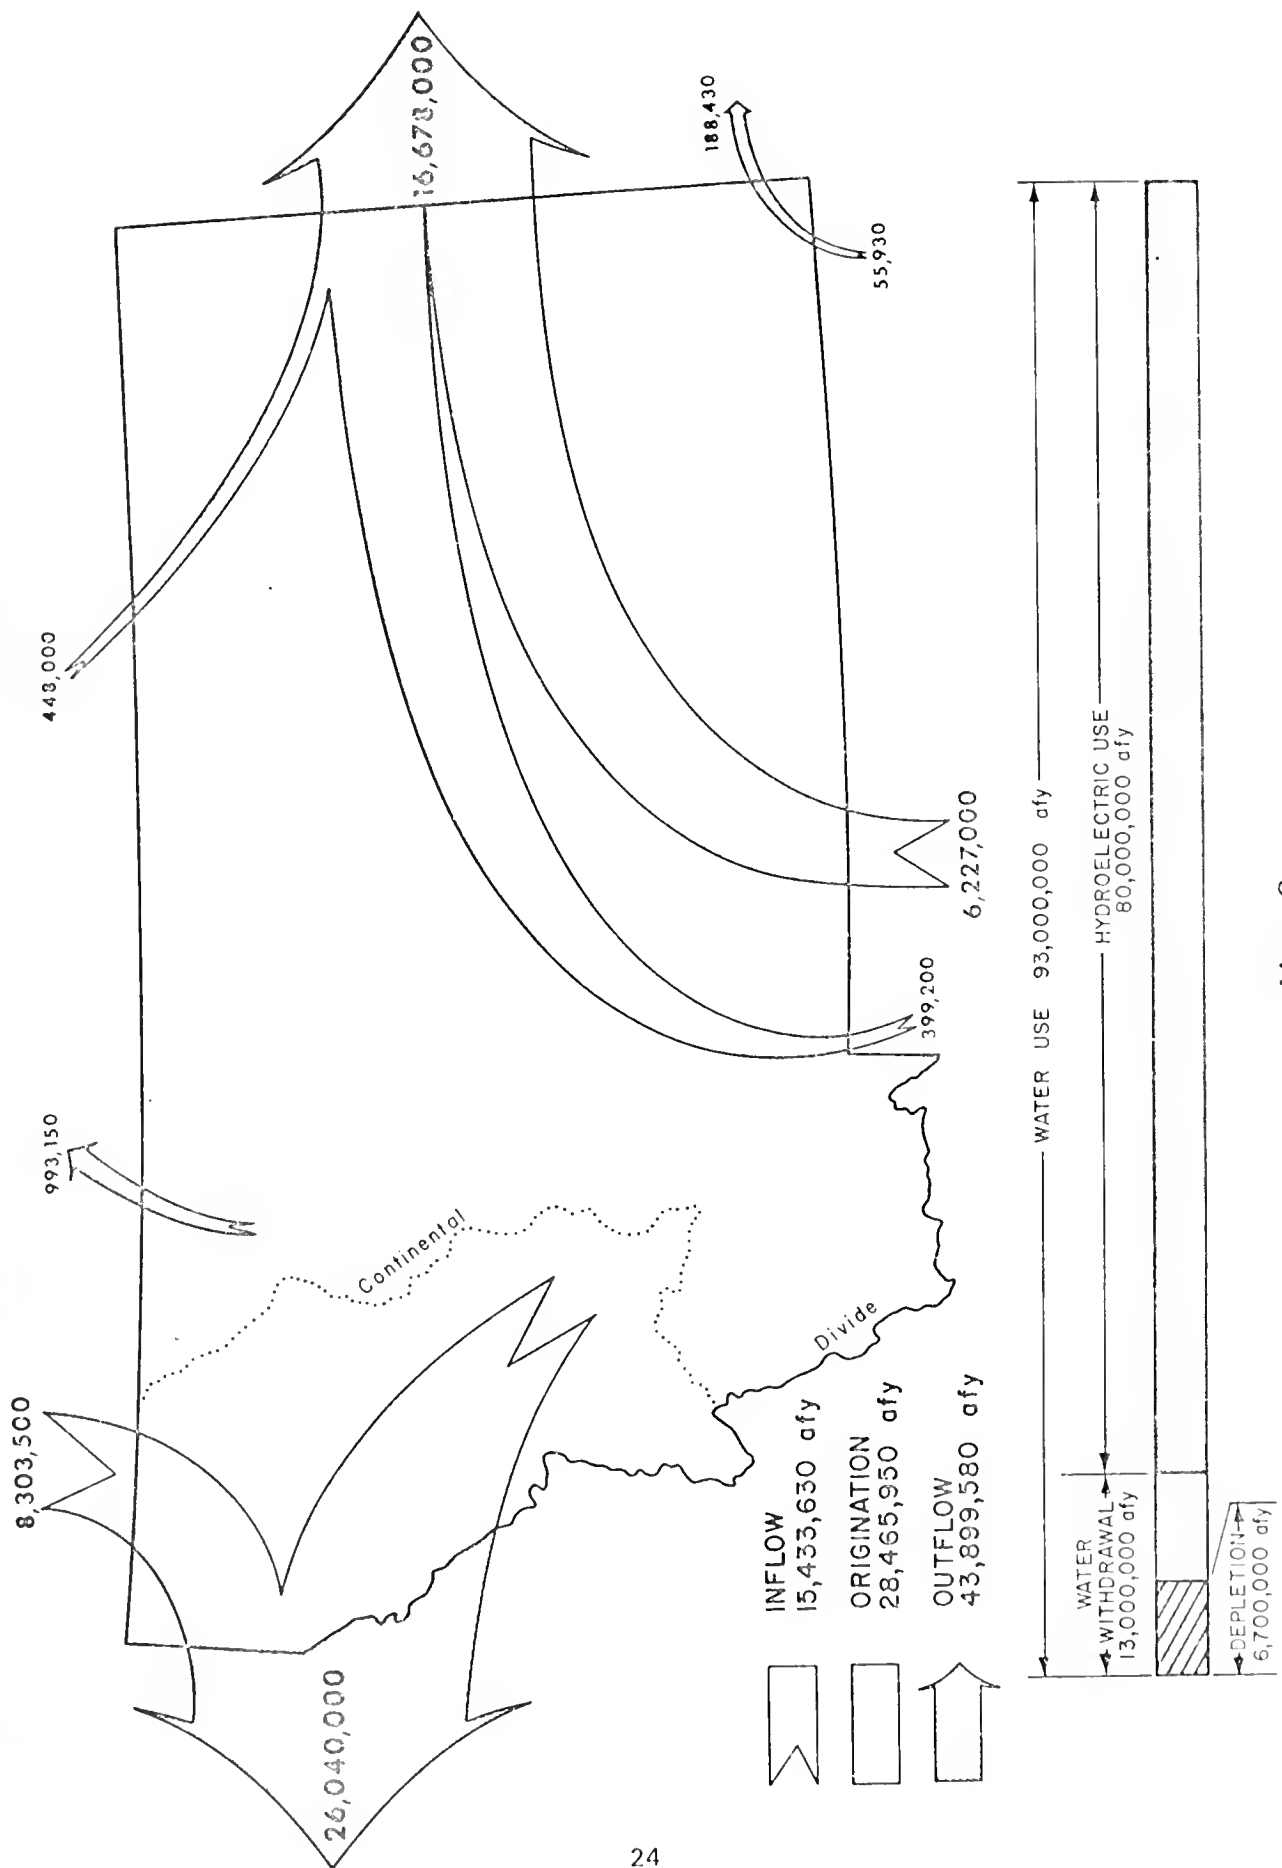 8,303,500
993,150
448,000
26,040,000
16,678,000
Continental
Divide
399,200
6,227,000
55,930
188,430
INFLOW
15,433,630 afy
ORIGINATION
28,465,950 afy
OUTFLOW
43,899,580 afy
WATER USE 93,000,000 afy
WATER
WITHDRAWAL
13,000,000 afy
HYDROELECTRIC USE
80,000,000 afy
DEPLETION
6,700,000 afy
24